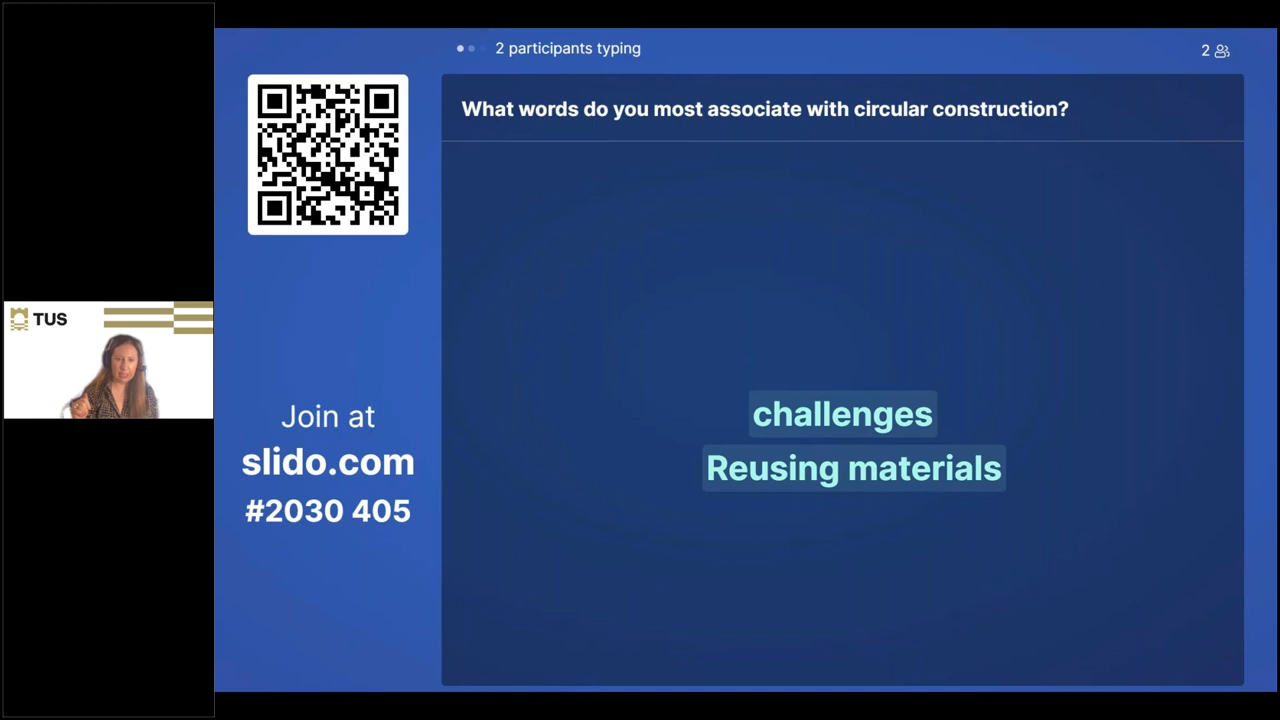 2 participants typing
2
What words do you most associate with circular construction?
TUS
challenges
Reusing materials
Join at
slido.com
#2030 405